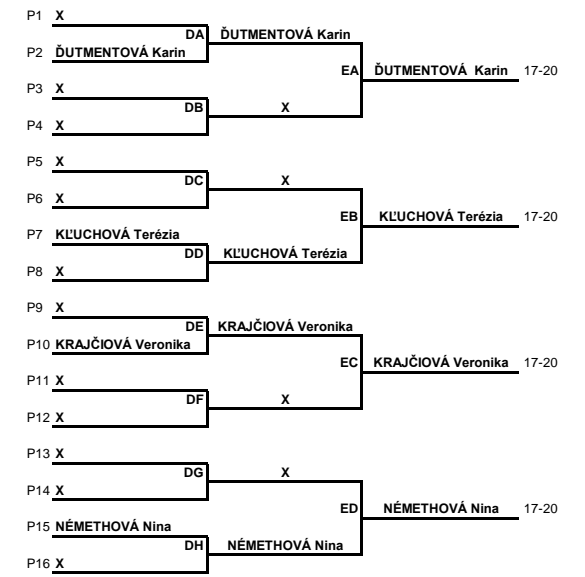 P1 X
DA ĎUTMENTOVÁ Karin
P2 ĎUTMENTOVÁ Karin
EA ĎUTMENTOVÁ Karin 17-20
P3 X
DB X
P4 X
P5 X
DC X
P6 X
EB KĽUCHOVÁ Terézia 17-20
P7 KĽUCHOVÁ Terézia
DD KĽUCHOVÁ Terézia
P8 X
P9 X
DE KRAJČIOVÁ Veronika
P10 KRAJČIOVÁ Veronika
EC KRAJČIOVÁ Veronika 17-20
P11 X
DF X
P12 X
P13 X
DG X
P14 X
ED NÉMETHOVÁ Nina 17-20
P15 NÉMETHOVÁ Nina
DH NÉMETHOVÁ Nina
P16 X